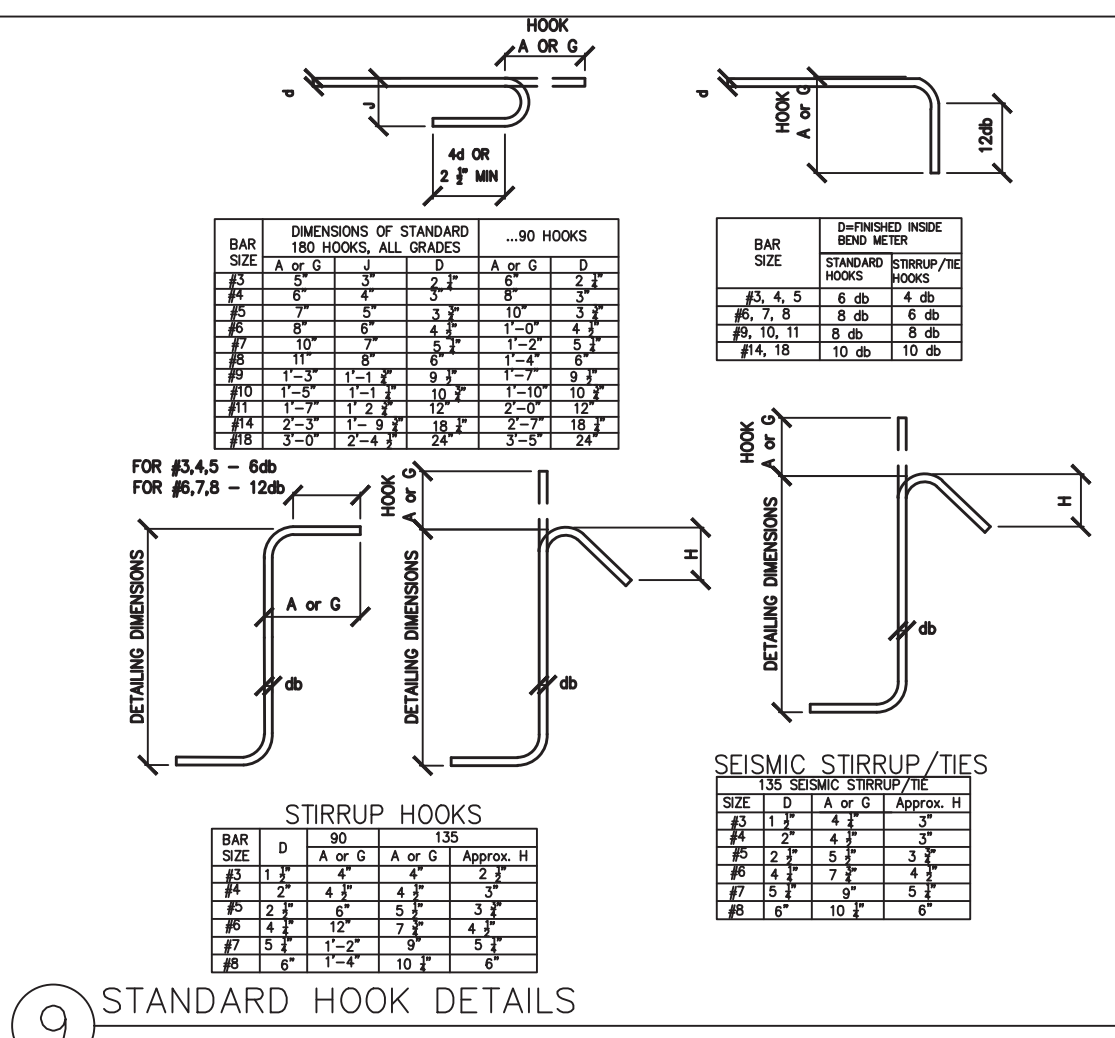 HOOK
A OR G
d
J
4d OR
2 1/2" MIN
d
HOOK
A or G
12db
BAR SIZE | DIMENSIONS OF STANDARD 180 HOOKS, ALL GRADES | ...90 HOOKS
A or G | J | D | A or G | D
#3 | 5" | 3" | 2 1/4" | 6" | 2 1/4"
#4 | 6" | 4" | 3" | 8" | 3"
#5 | 7" | 5" | 3 3/4" | 10" | 3 3/4"
#6 | 8" | 6" | 4 1/2" | 1'-0" | 4 1/2"
#7 | 10" | 7" | 5 1/4" | 1'-2" | 5 1/4"
#8 | 11" | 8" | 6" | 1'-4" | 6"
#9 | 1'-3" | 1'-1 3/4" | 9 1/2" | 1'-7" | 9 1/2"
#10 | 1'-5" | 1'-1 1/4" | 10 3/4" | 1'-10" | 10 3/4"
#11 | 1'-7" | 1' 2 3/4" | 12" | 2'-0" | 12"
#14 | 2'-3" | 1'- 9 3/4" | 18 1/4" | 2'-7" | 18 1/4"
#18 | 3'-0" | 2'-4 1/2" | 24" | 3'-5" | 24"
BAR SIZE | D=FINISHED INSIDE BEND METER
STANDARD HOOKS | STIRRUP/TIE HOOKS
#3, 4, 5 | 6 db | 4 db
#6, 7, 8 | 8 db | 6 db
#9, 10, 11 | 8 db | 8 db
#14, 18 | 10 db | 10 db
FOR #3,4,5 - 6db
FOR #6,7,8 - 12db
DETAILING DIMENSIONS
A or G
db
HOOK
A or G
DETAILING DIMENSIONS
H
db
HOOK
A or G
DETAILING DIMENSIONS
H
db
STIRRUP HOOKS
BAR SIZE | D | 90 | 135
A or G | A or G | Approx. H
#3 | 1 1/2" | 4" | 4" | 2 1/2"
#4 | 2" | 4 1/2" | 4 1/2" | 3"
#5 | 2 1/2" | 6" | 5 1/2" | 3 3/4"
#6 | 4 1/4" | 12" | 7 3/4" | 4 1/2"
#7 | 5 1/4" | 1'-2" | 9" | 5 1/4"
#8 | 6" | 1'-4" | 10 1/4" | 6"
SEISMIC STIRRUP/TIES
135 SEISMIC STIRRUP/TIE
SIZE | D | A or G | Approx. H
#3 | 1 1/2" | 4 1/4" | 3"
#4 | 2" | 4 1/2" | 3"
#5 | 2 1/2" | 5 1/2" | 3 3/4"
#6 | 4 1/4" | 7 3/4" | 4 1/2"
#7 | 5 1/4" | 9" | 5 1/4"
#8 | 6" | 10 1/4" | 6"
9 STANDARD HOOK DETAILS